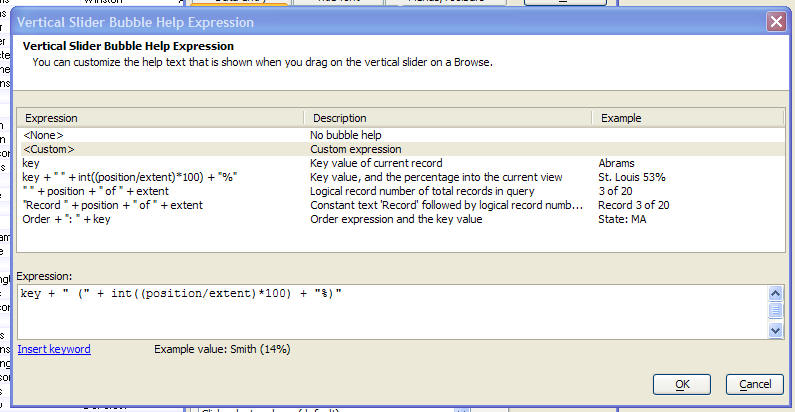 Winston
Vertical Slider Bubble Help Expression
Vertical Slider Bubble Help Expression
You can customize the help text that is shown when you drag on the vertical slider on a Browse.
Expression Description Example
<None> No bubble help
<Custom> Custom expression
key Key value of current record Abrams
key + " " + int((position/extent)*100) + "%" Key value, and the percentage into the current view St. Louis 53%
" " + position + " of " + extent Logical record number of total records in query 3 of 20
"Record " + position + " of " + extent Constant text 'Record' followed by logical record numb... Record 3 of 20
Order + ": " + key Order expression and the key value State: MA
Expression:
key + " (" + int((position/extent)*100) + "%)"
Insert keyword Example value: Smith (14%)
OK Cancel